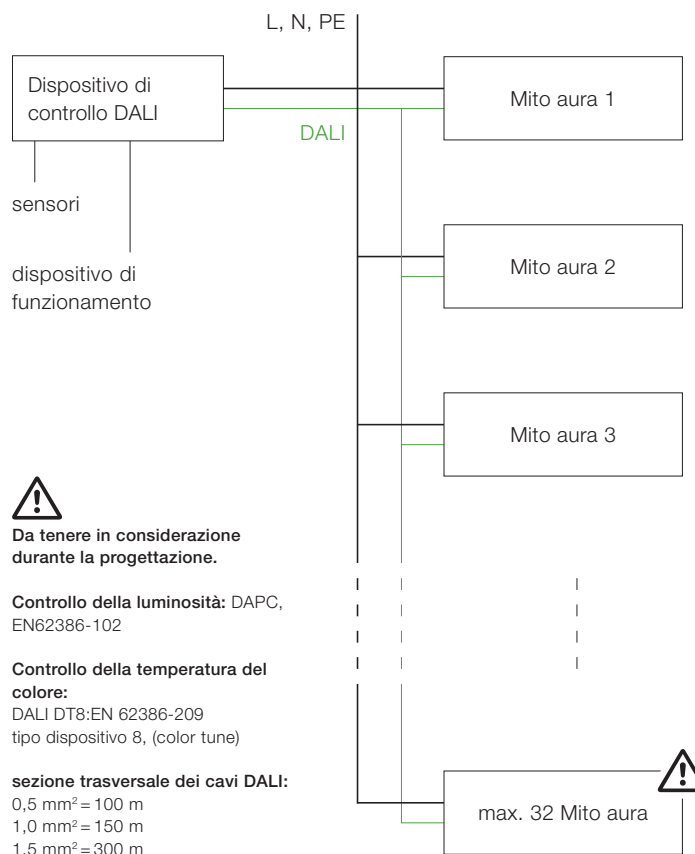 L, N, PE
Dispositivo di
controllo DALI
DALI
Mito aura 1
sensori
dispositivo di
funzionamento
Mito aura 2
Mito aura 3
Da tenere in considerazione
durante la progettazione.
Controllo della luminosità: DAPC,
EN62386-102
Controllo della temperatura del
colore:
DALI DT8:EN 62386-209
tipo dispositivo 8, (color tune)
sezione trasversale dei cavi DALI:
0,5 mm² = 100 m
1,0 mm² = 150 m
1,5 mm² = 300 m
max. 32 Mito aura